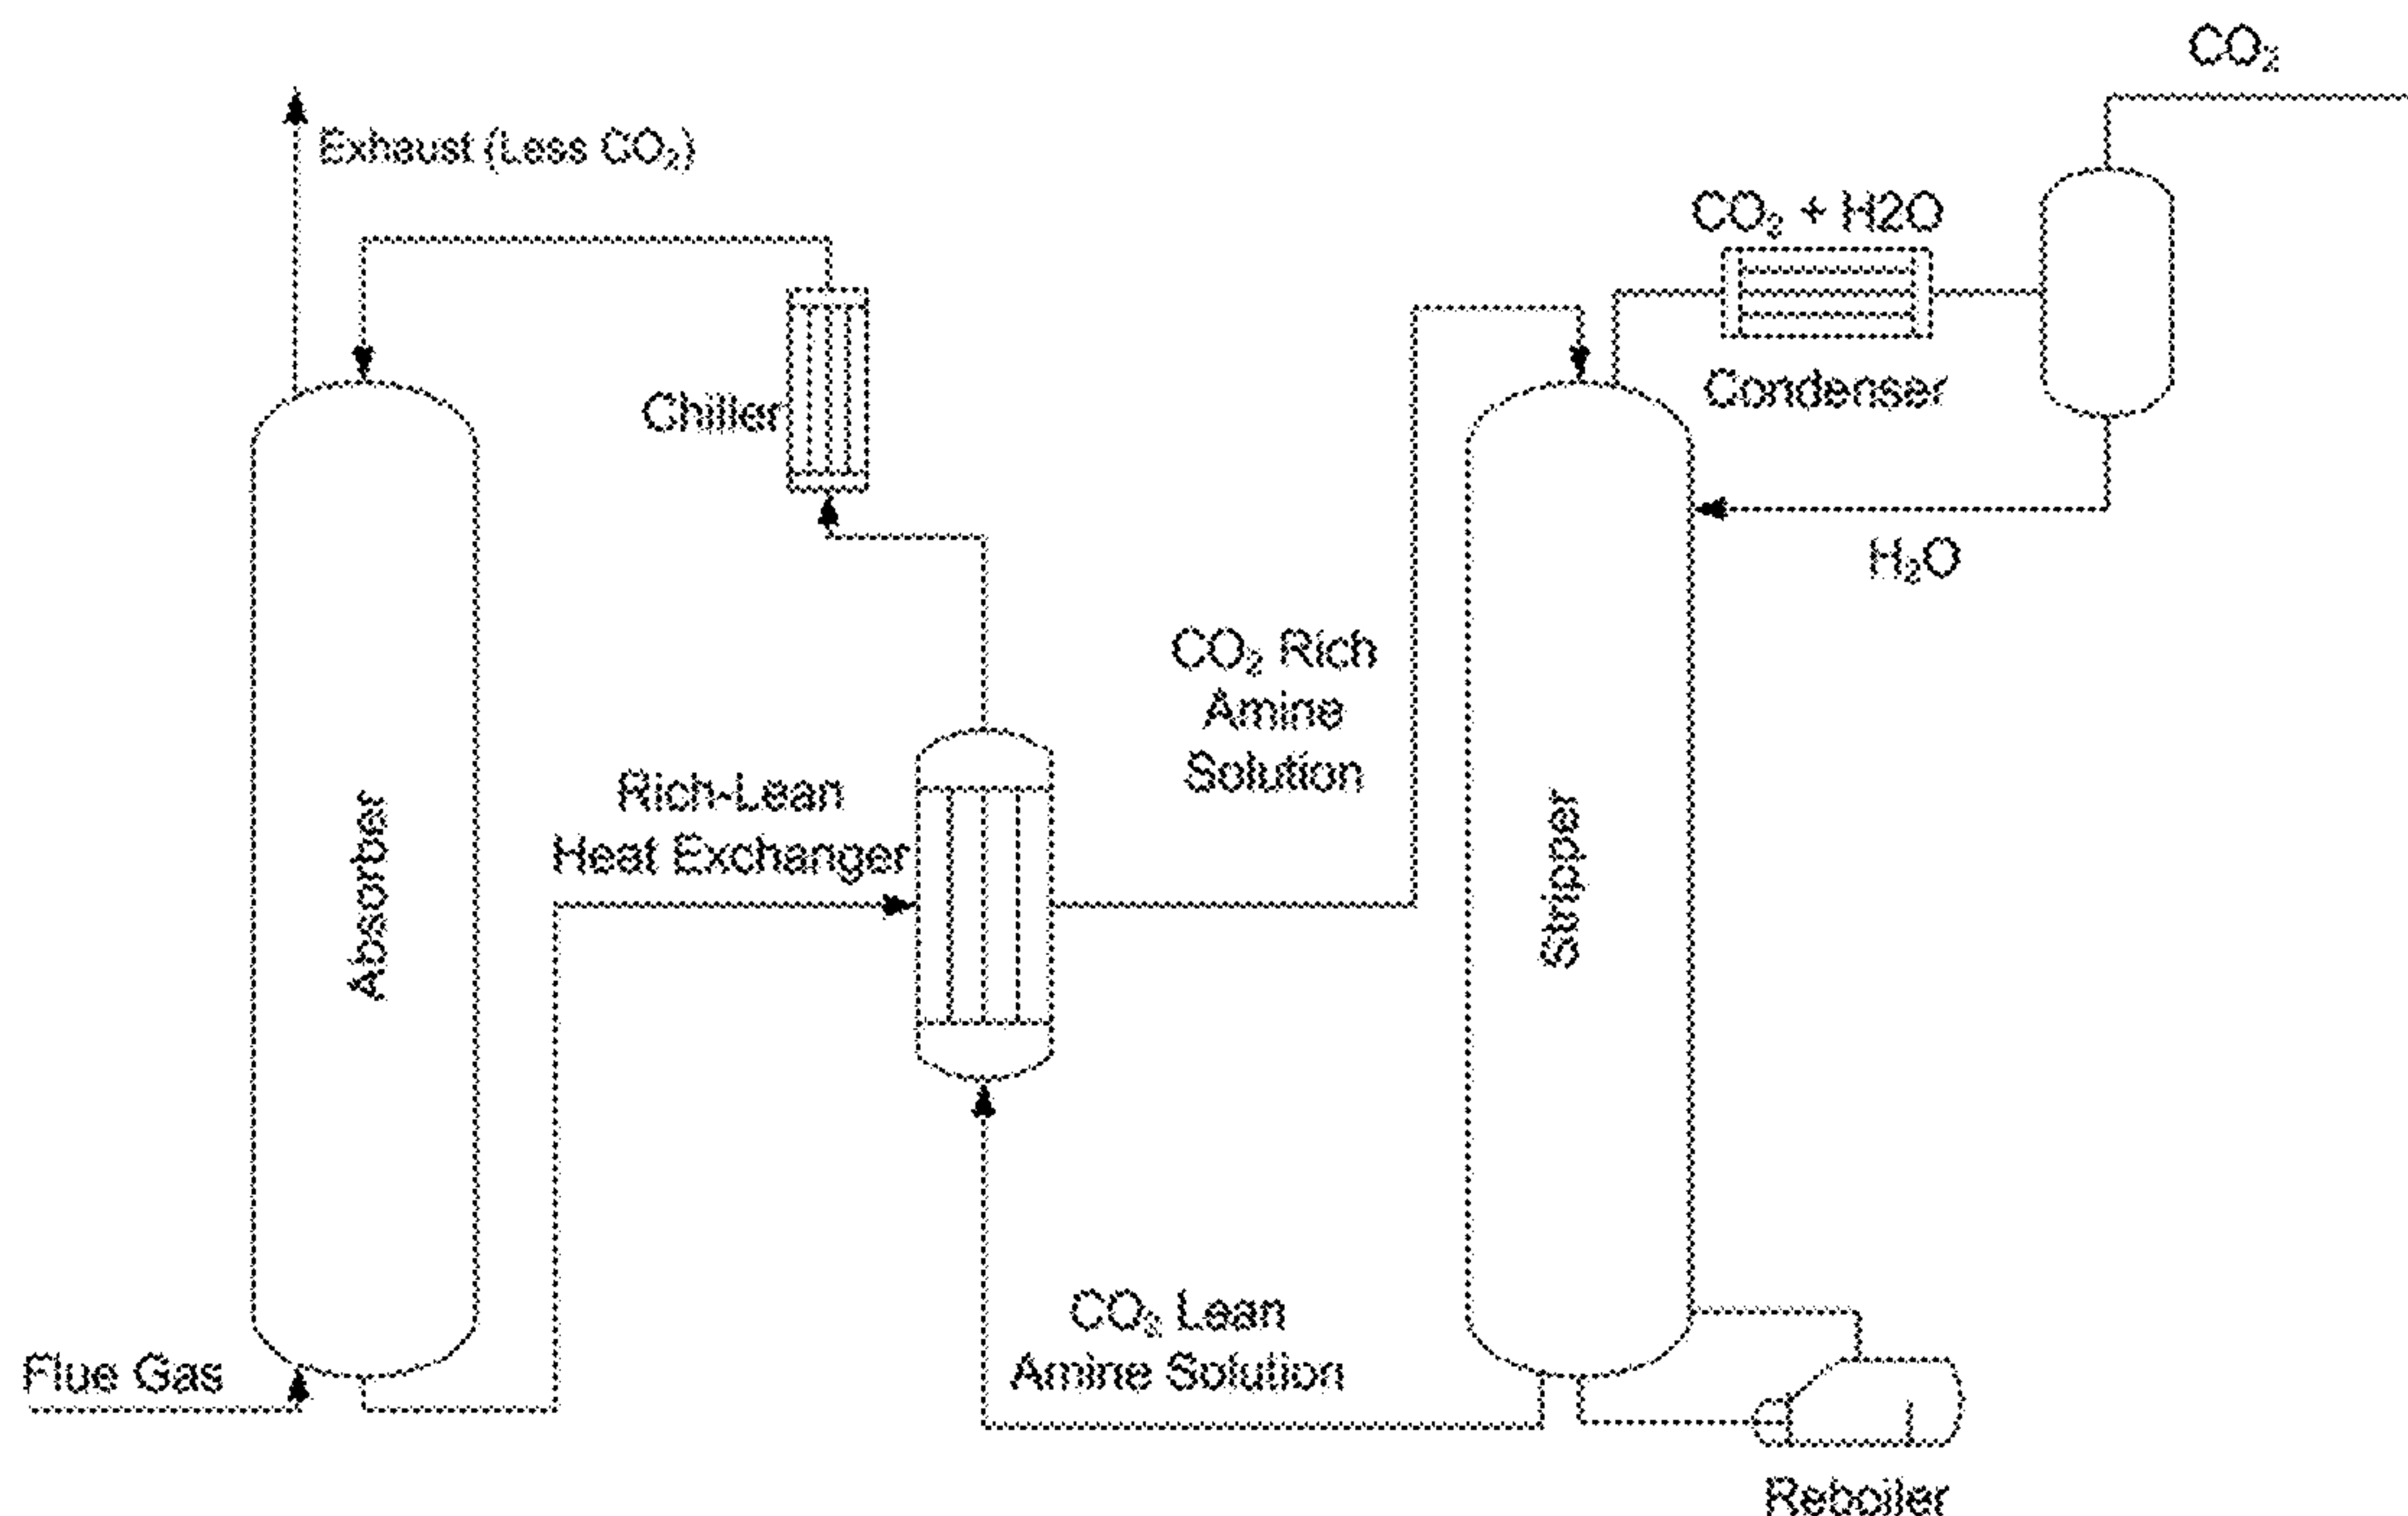 CO₂
Exhaust (Less CO₂)
CO₂ + H2O
Chiller
Condenser
H₂O
CO₂ Rich
Amine
Solution
Rich-Lean
Heat Exchanger
Absorber
Stripper
CO₂ Lean
Amine Solution
Flue Gas
Reboiler